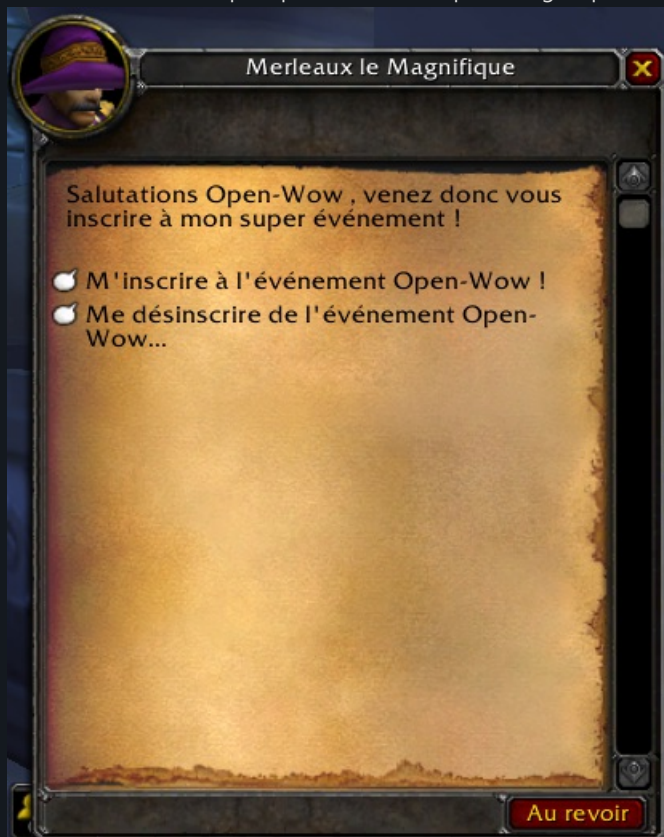 Merleaux le Magnifique
Salutations Open-Wow , venez donc vous
inscrire à mon super événement !
M'inscrire à l'événement Open-Wow !
Me désinscrire de l'événement Open-
Wow...
Au revoir